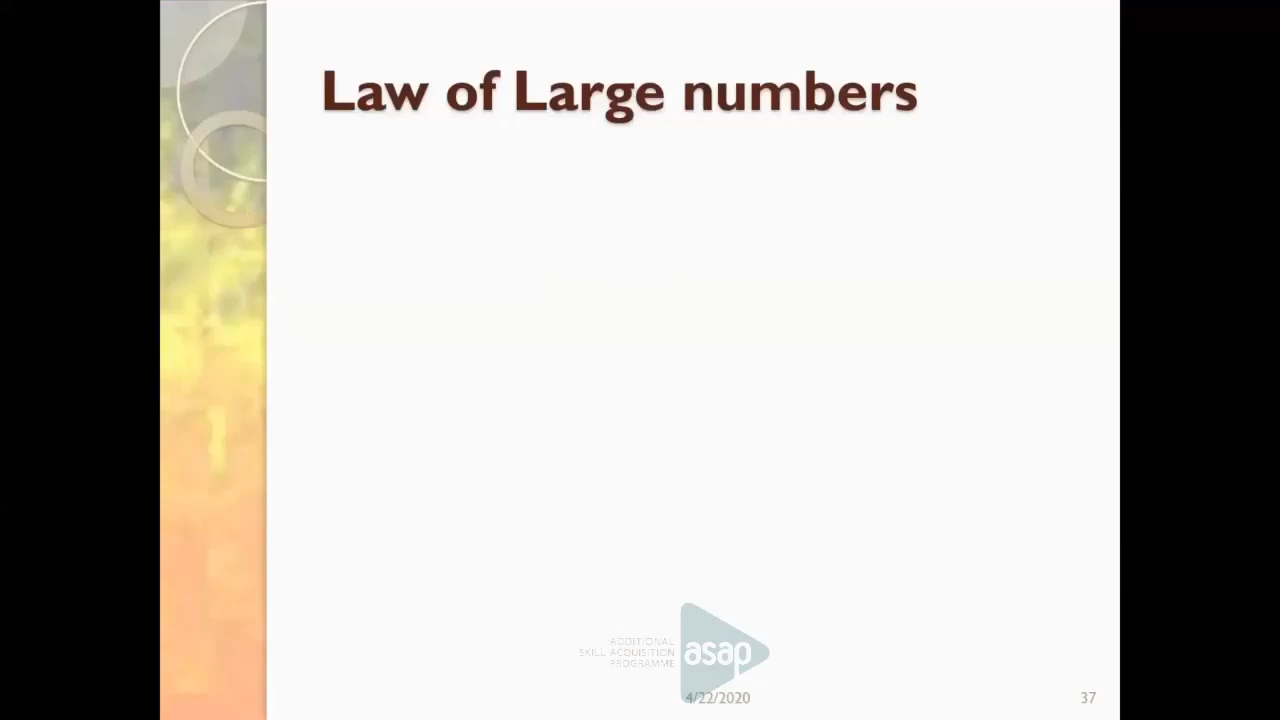 Law of Large numbers
ADDITIONAL
SKILL ACQUISITION
PROGRAMME
asap
4/22/2020
37